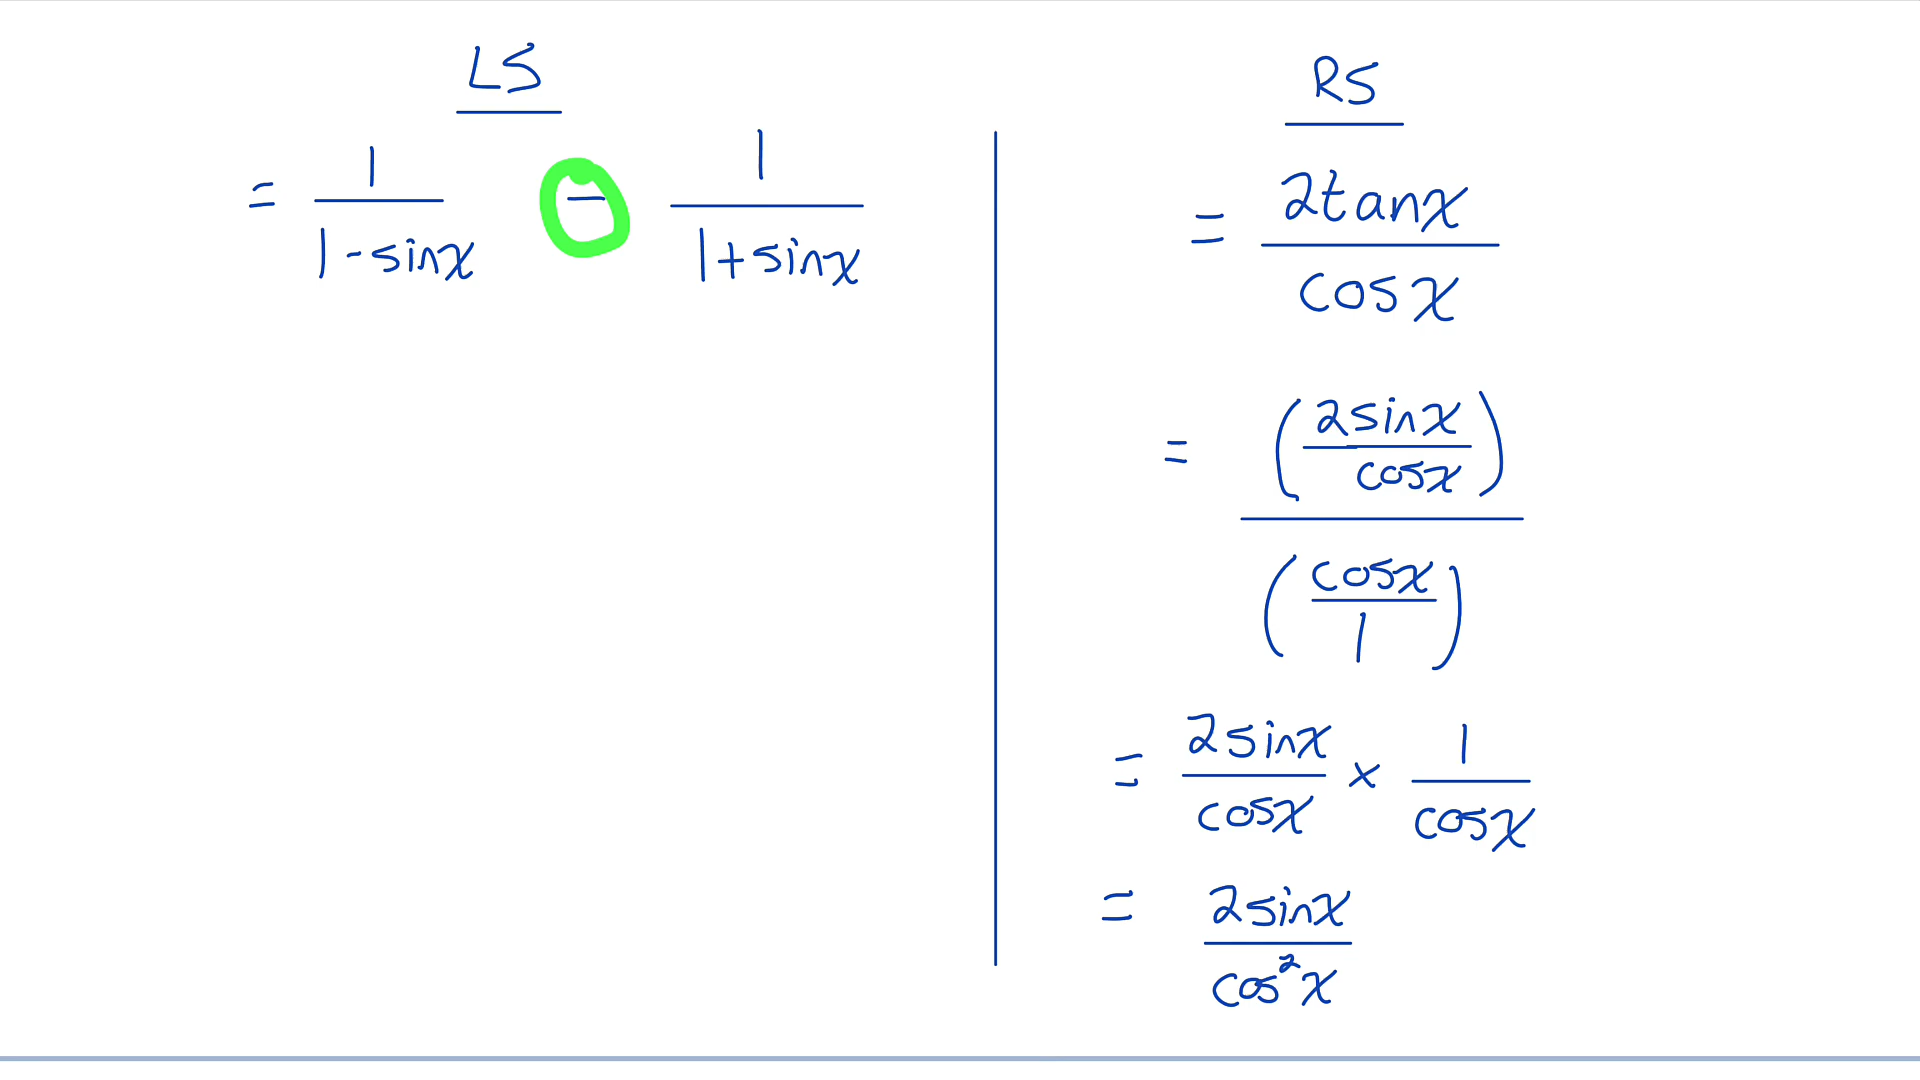 LS
= 1/(1-sinx) - 1/(1+sinx)
RS
= 2tanx/cosx
= (2sinx/cosx)/(cosx/1)
= 2sinx/cosx × 1/cosx
= 2sinx/cos²x